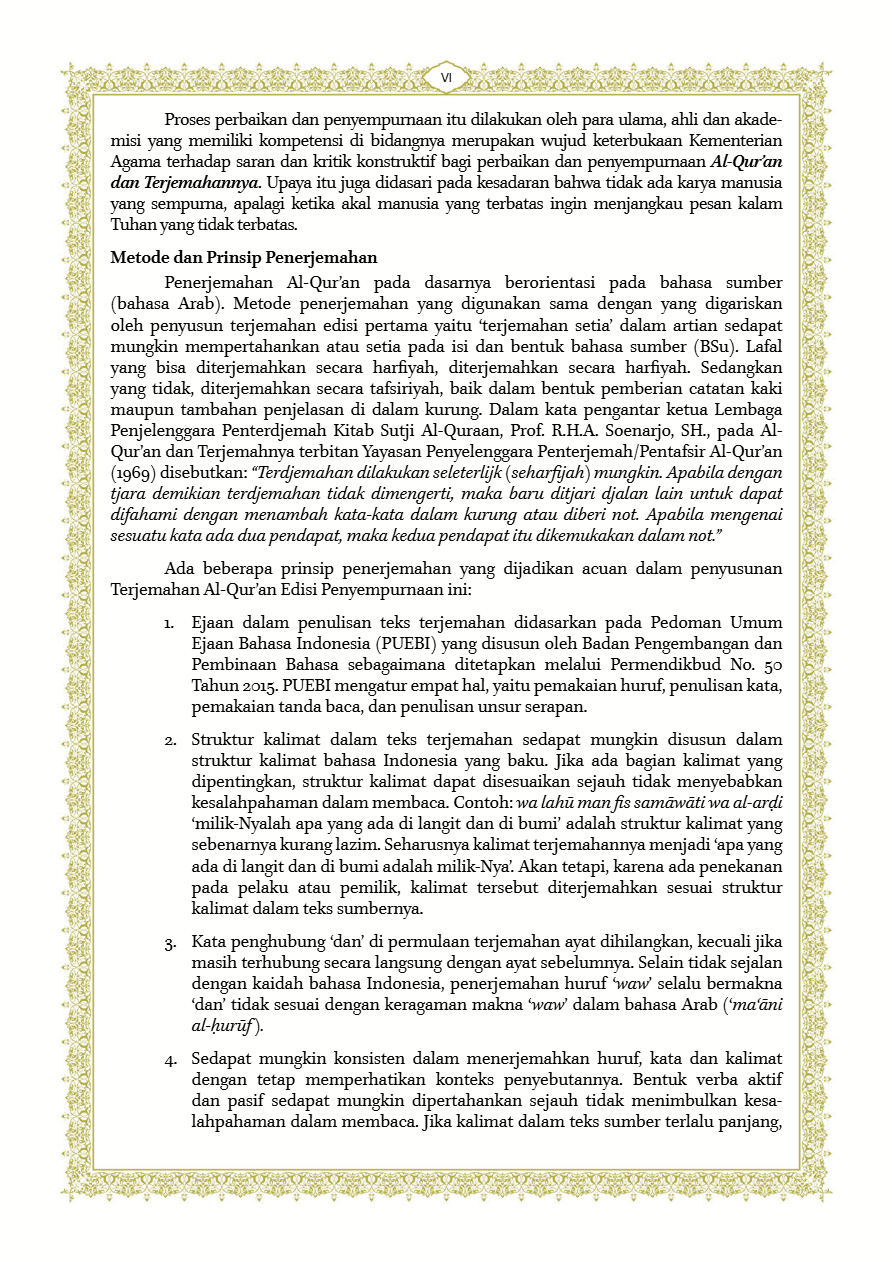 VI
Proses perbaikan dan penyempurnaan itu dilakukan oleh para ulama, ahli dan akade-
misi yang memiliki kompetensi di bidangnya merupakan wujud keterbukaan Kementerian
Agama terhadap saran dan kritik konstruktif bagi perbaikan dan penyempurnaan Al-Qur’an
dan Terjemahannya. Upaya itu juga didasari pada kesadaran bahwa tidak ada karya manusia
yang sempurna, apalagi ketika akal manusia yang terbatas ingin menjangkau pesan kalam
Tuhan yang tidak terbatas.
Metode dan Prinsip Penerjemahan
Penerjemahan Al-Qur’an pada dasarnya berorientasi pada bahasa sumber
(bahasa Arab). Metode penerjemahan yang digunakan sama dengan yang digariskan
oleh penyusun terjemahan edisi pertama yaitu ‘terjemahan setia’ dalam artian sedapat
mungkin mempertahankan atau setia pada isi dan bentuk bahasa sumber (BSu). Lafal
yang bisa diterjemahkan secara harfiyah, diterjemahkan secara harfiyah. Sedangkan
yang tidak, diterjemahkan secara tafsiriyah, baik dalam bentuk pemberian catatan kaki
maupun tambahan penjelasan di dalam kurung. Dalam kata pengantar ketua Lembaga
Penjelenggara Penterdjemah Kitab Sutji Al-Quraan, Prof. R.H.A. Soenarjo, SH., pada Al-
Qur’an dan Terjemahnya terbitan Yayasan Penyelenggara Penterjemah/Pentafsir Al-Qur’an
(1969) disebutkan: “Terdjemahan dilakukan seleterlijk (seharfijah) mungkin. Apabila dengan
tjara demikian terdjemahan tidak dimengerti, maka baru ditjari djalan lain untuk dapat
difahami dengan menambah kata-kata dalam kurung atau diberi not. Apabila mengenai
sesuatu kata ada dua pendapat, maka kedua pendapat itu dikemukakan dalam not.”
Ada beberapa prinsip penerjemahan yang dijadikan acuan dalam penyusunan
Terjemahan Al-Qur’an Edisi Penyempurnaan ini:
1. Ejaan dalam penulisan teks terjemahan didasarkan pada Pedoman Umum
Ejaan Bahasa Indonesia (PUEBI) yang disusun oleh Badan Pengembangan dan
Pembinaan Bahasa sebagaimana ditetapkan melalui Permendikbud No. 50
Tahun 2015. PUEBI mengatur empat hal, yaitu pemakaian huruf, penulisan kata,
pemakaian tanda baca, dan penulisan unsur serapan.
2. Struktur kalimat dalam teks terjemahan sedapat mungkin disusun dalam
struktur kalimat bahasa Indonesia yang baku. Jika ada bagian kalimat yang
dipentingkan, struktur kalimat dapat disesuaikan sejauh tidak menyebabkan
kesalahpahaman dalam membaca. Contoh: wa lahū man fis samāwāti wa al-arḍi
‘milik-Nyalah apa yang ada di langit dan di bumi’ adalah struktur kalimat yang
sebenarnya kurang lazim. Seharusnya kalimat terjemahannya menjadi ‘apa yang
ada di langit dan di bumi adalah milik-Nya’. Akan tetapi, karena ada penekanan
pada pelaku atau pemilik, kalimat tersebut diterjemahkan sesuai struktur
kalimat dalam teks sumbernya.
3. Kata penghubung ‘dan’ di permulaan terjemahan ayat dihilangkan, kecuali jika
masih terhubung secara langsung dengan ayat sebelumnya. Selain tidak sejalan
dengan kaidah bahasa Indonesia, penerjemahan huruf ‘waw’ selalu bermakna
‘dan’ tidak sesuai dengan keragaman makna ‘waw’ dalam bahasa Arab (‘ma‘āni
al-ḥurūf’).
4. Sedapat mungkin konsisten dalam menerjemahkan huruf, kata dan kalimat
dengan tetap memperhatikan konteks penyebutannya. Bentuk verba aktif
dan pasif sedapat mungkin dipertahankan sejauh tidak menimbulkan kesa-
lahpahaman dalam membaca. Jika kalimat dalam teks sumber terlalu panjang,